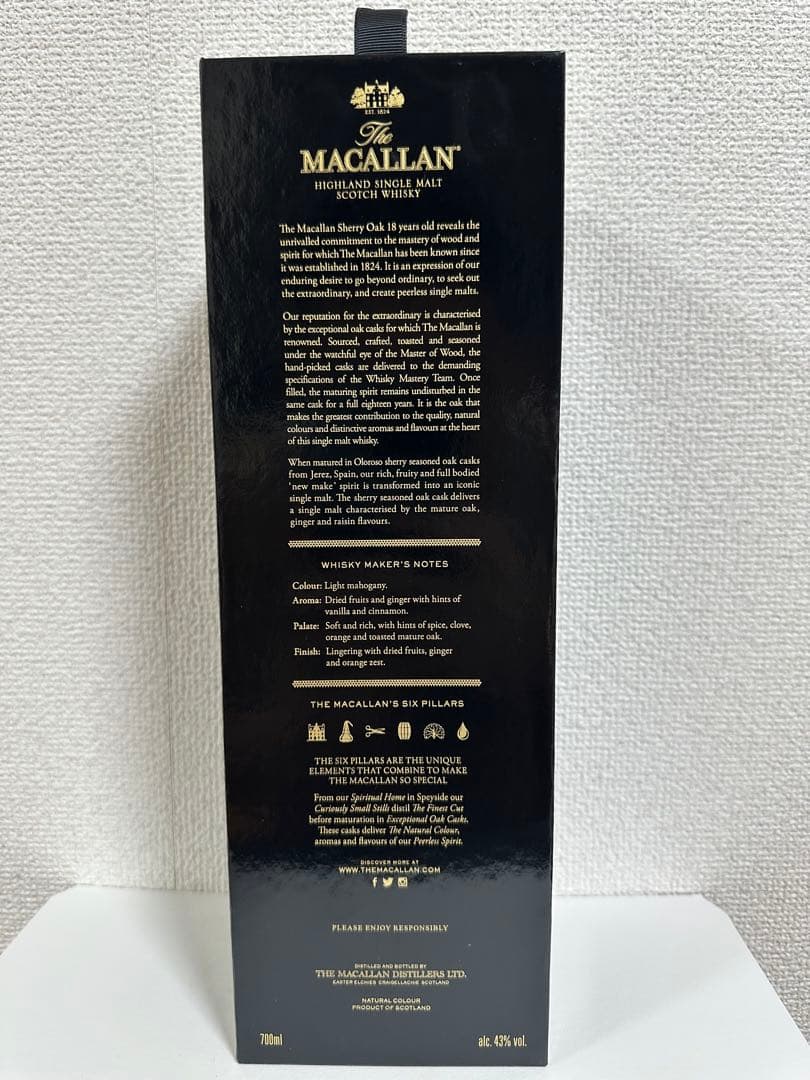 EST. 1824
The
MACALLAN®
HIGHLAND SINGLE MALT
SCOTCH WHISKY
The Macallan Sherry Oak 18 years old reveals the
unrivalled commitment to the mastery of wood and
spirit for which The Macallan has been known since
it was established in 1824. It is an expression of our
enduring desire to go beyond ordinary, to seek out
the extraordinary, and create peerless single malts.
Our reputation for the extraordinary is characterised
by the exceptional oak casks for which The Macallan is
renowned. Sourced, crafted, toasted and seasoned
under the watchful eye of the Master of Wood, the
hand-picked casks are delivered to the demanding
specifications of the Whisky Mastery Team. Once
filled, the maturing spirit remains undisturbed in the
same cask for a full eighteen years. It is the oak that
makes the greatest contribution to the quality, natural
colours and distinctive aromas and flavours at the heart
of this single malt whisky.
When matured in Oloroso sherry seasoned oak casks
from Jerez, Spain, our rich, fruity and full bodied
'new make' spirit is transformed into an iconic
single malt. The sherry seasoned oak cask delivers
a single malt characterised by the mature oak,
ginger and raisin flavours.
WHISKY MAKER'S NOTES
Colour: Light mahogany.
Aroma: Dried fruits and ginger with hints of
vanilla and cinnamon.
Palate: Soft and rich, with hints of spice, clove,
orange and toasted mature oak.
Finish: Lingering with dried fruits, ginger
and orange zest.
THE MACALLAN'S SIX PILLARS
THE SIX PILLARS ARE THE UNIQUE
ELEMENTS THAT COMBINE TO MAKE
THE MACALLAN SO SPECIAL
From our Spiritual Home in Speyside our
Curiously Small Stills distil The Finest Cut
before maturation in Exceptional Oak Casks.
These casks deliver The Natural Colour,
aromas and flavours of our Peerless Spirit.
DISCOVER MORE AT
WWW.THEMACALLAN.COM
PLEASE ENJOY RESPONSIBLY
DISTILLED AND BOTTLED BY
THE MACALLAN DISTILLERS LTD.
EASTER ELCHIES CRAIGELLACHIE SCOTLAND
NATURAL COLOUR
PRODUCT OF SCOTLAND
700ml alc. 43% vol.